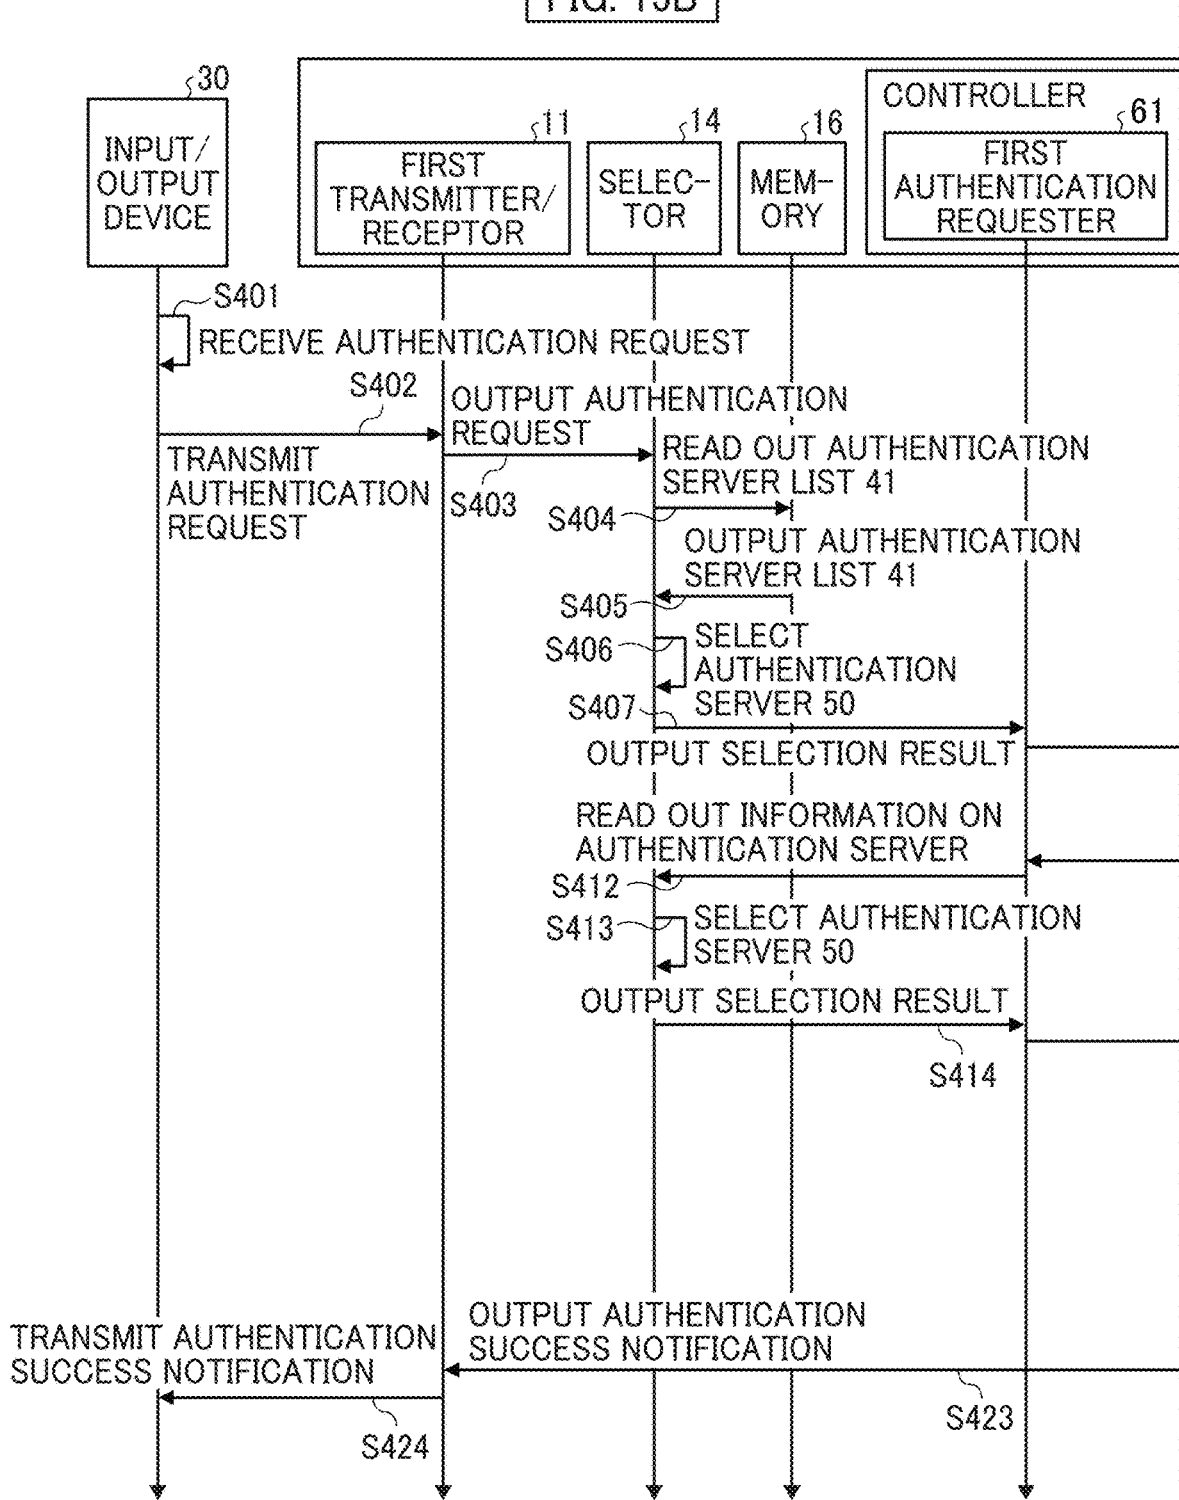 FIG. 15B
30
INPUT/
OUTPUT
DEVICE
11
FIRST
TRANSMITTER/
RECEPTOR
14
SELEC-
TOR
16
MEM-
ORY
CONTROLLER
61
FIRST
AUTHENTICATION
REQUESTER
S401
RECEIVE AUTHENTICATION REQUEST
S402
TRANSMIT
AUTHENTICATION
REQUEST
OUTPUT AUTHENTICATION
REQUEST
S403
READ OUT AUTHENTICATION
SERVER LIST 41
S404
OUTPUT AUTHENTICATION
SERVER LIST 41
S405
S406
SELECT
AUTHENTICATION
SERVER 50
S407
OUTPUT SELECTION RESULT
READ OUT INFORMATION ON
AUTHENTICATION SERVER
S412
S413
SELECT AUTHENTICATION
SERVER 50
OUTPUT SELECTION RESULT
S414
OUTPUT AUTHENTICATION
SUCCESS NOTIFICATION
S423
TRANSMIT AUTHENTICATION
SUCCESS NOTIFICATION
S424